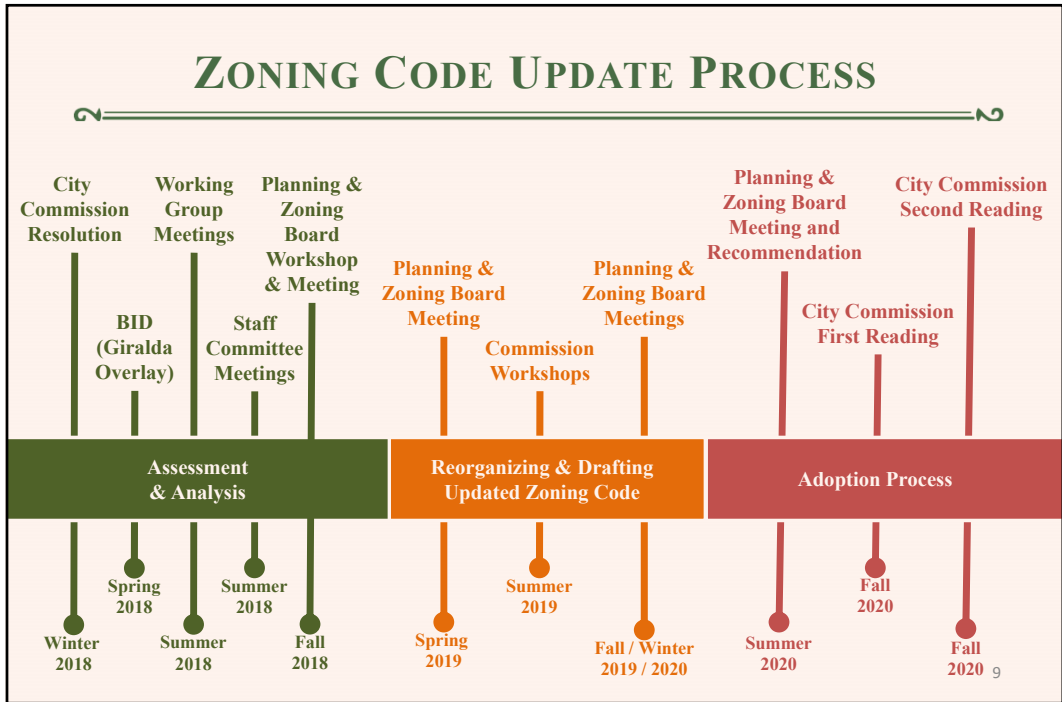 ZONING CODE UPDATE PROCESS
City
Commission
Resolution
BID
(Giralda
Overlay)
Working
Group
Meetings
Staff
Committee
Meetings
Planning &
Zoning
Board
Workshop
& Meeting
Planning &
Zoning Board
Meeting
Commission
Workshops
Planning &
Zoning Board
Meetings
Planning &
Zoning Board
Meeting and
Recommendation
City Commission
First Reading
City Commission
Second Reading
Assessment
& Analysis
Reorganizing & Drafting
Updated Zoning Code
Adoption Process
Winter
2018
Spring
2018
Summer
2018
Summer
2018
Fall
2018
Spring
2019
Summer
2019
Fall / Winter
2019 / 2020
Summer
2020
Fall
2020
Fall
2020
9